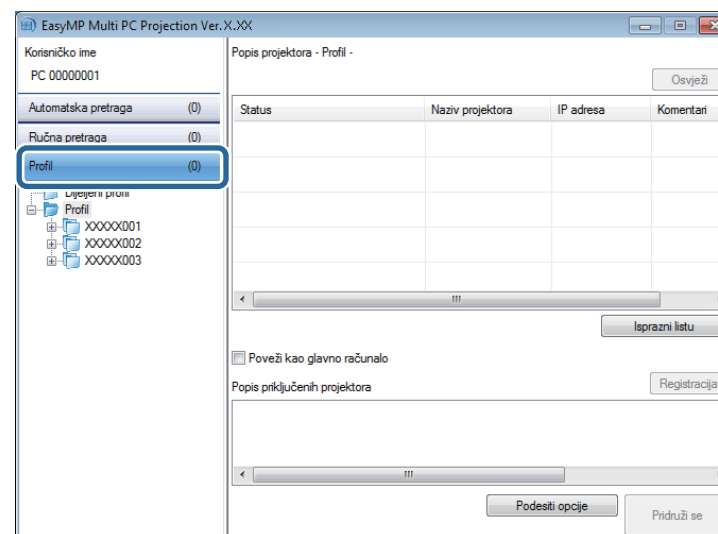 EasyMP Multi PC Projection Ver.X.XX
Korisničko ime
PC 00000001
Automatska pretraga (0)
Ručna pretraga (0)
Profil (0)
Dijeljeni profil
Profil
XXXXX001
XXXXX002
XXXXX003
Popis projektora - Profil -
Osvježi
Status Naziv projektora IP adresa Komentari
Isprazni listu
Poveži kao glavno računalo
Popis priključenih projektora
Registracija
Podesiti opcije
Pridruži se